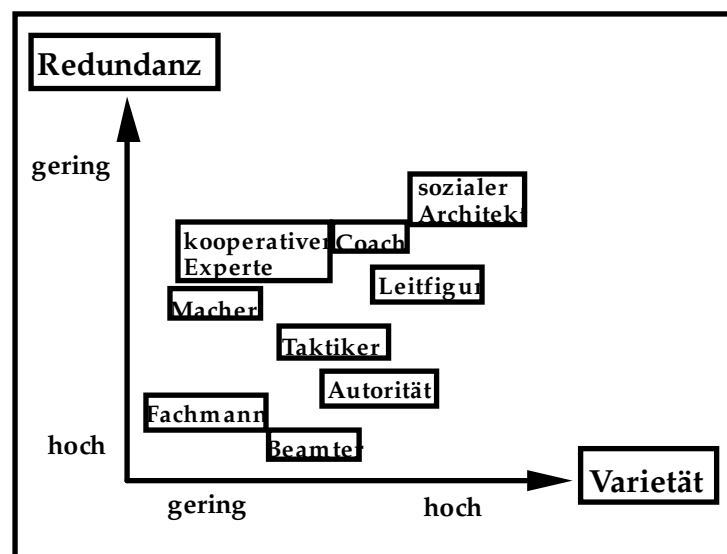 Redundanz
gering
sozialer
Architekt
kooperativer
Experte
Coach
Leitfigur
Macher
Taktiker
Autorität
Fachmann
hoch
Beamter
Varietät
gering
hoch